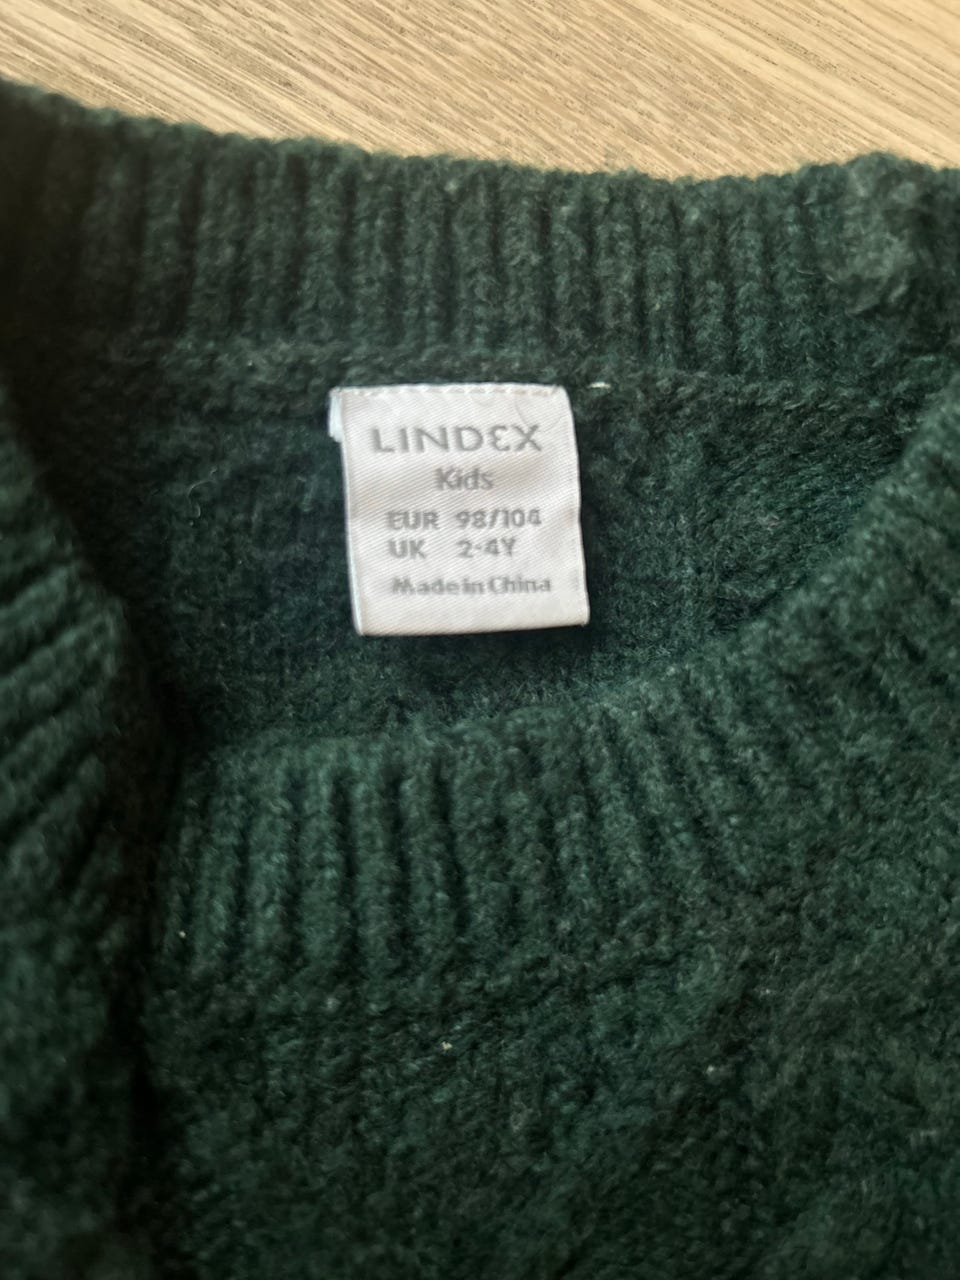 LINDEX
Kids
EUR 98/104
UK 2-4Y
Made in China